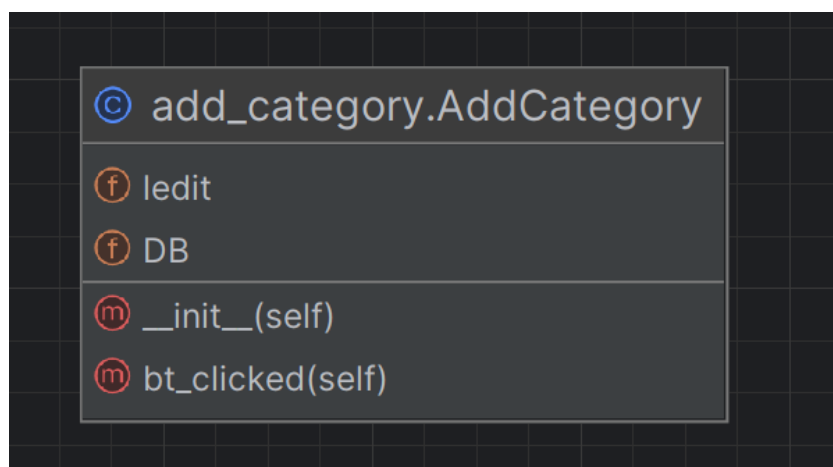 © add_category.AddCategory
f ledit
f DB
m __init__(self)
m bt_clicked(self)